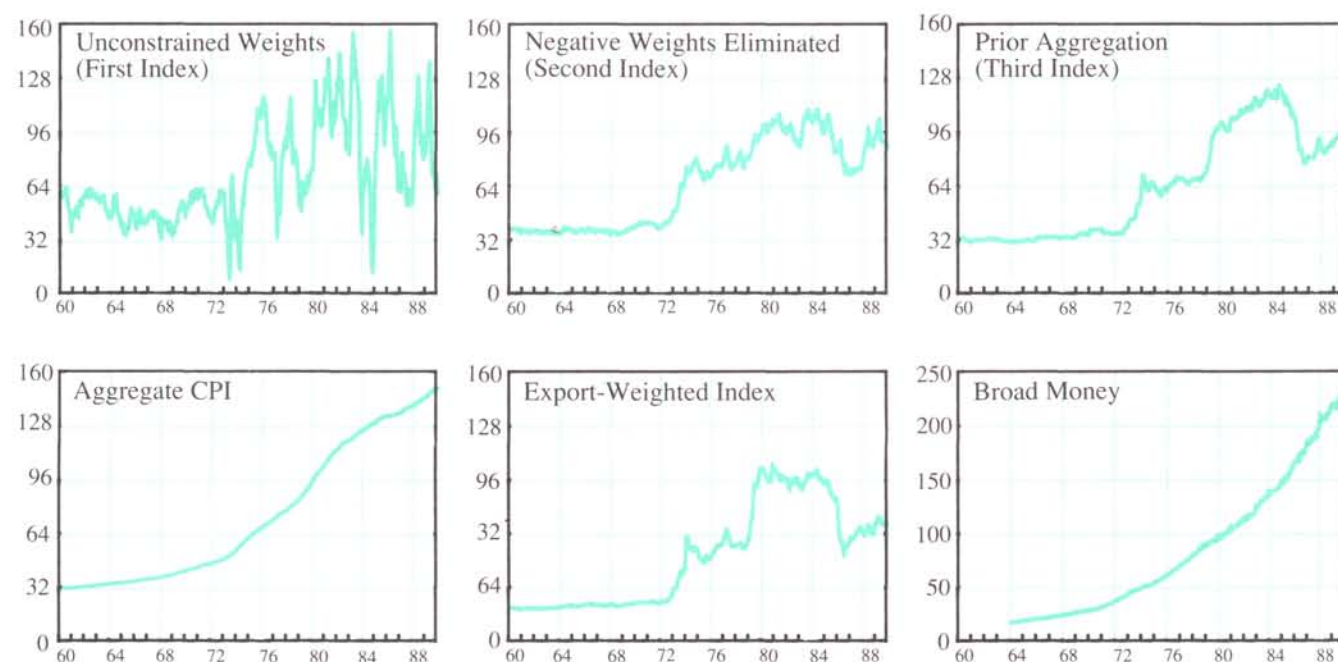 Unconstrained Weights
(First Index)
160
128
96
64
32
0
60 64 68 72 76 80 84 88
Negative Weights Eliminated
(Second Index)
160
128
96
64
32
0
60 64 68 72 76 80 84 88
Prior Aggregation
(Third Index)
160
128
96
64
32
0
60 64 68 72 76 80 84 88
Aggregate CPI
160
128
96
64
32
0
60 64 68 72 76 80 84 88
Export-Weighted Index
160
128
96
32
64
0
60 64 68 72 76 80 84 88
Broad Money
250
200
150
100
50
0
60 64 68 72 76 80 84 88